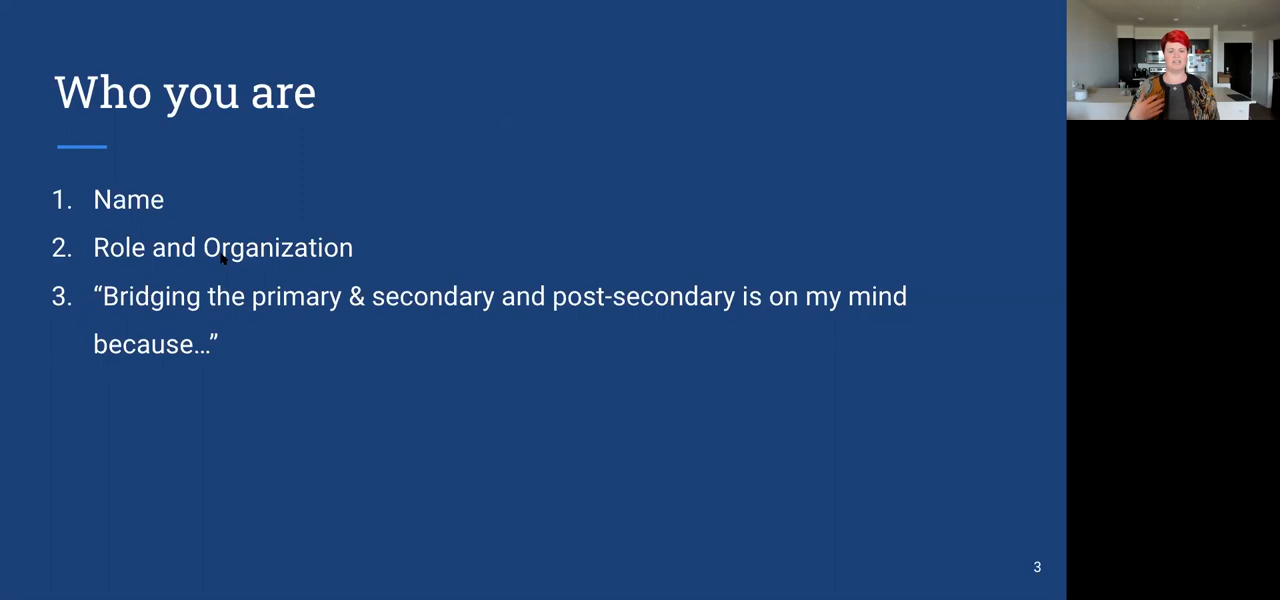 Who you are
1. Name
2. Role and Organization
3. “Bridging the primary & secondary and post-secondary is on my mind
because…”
3